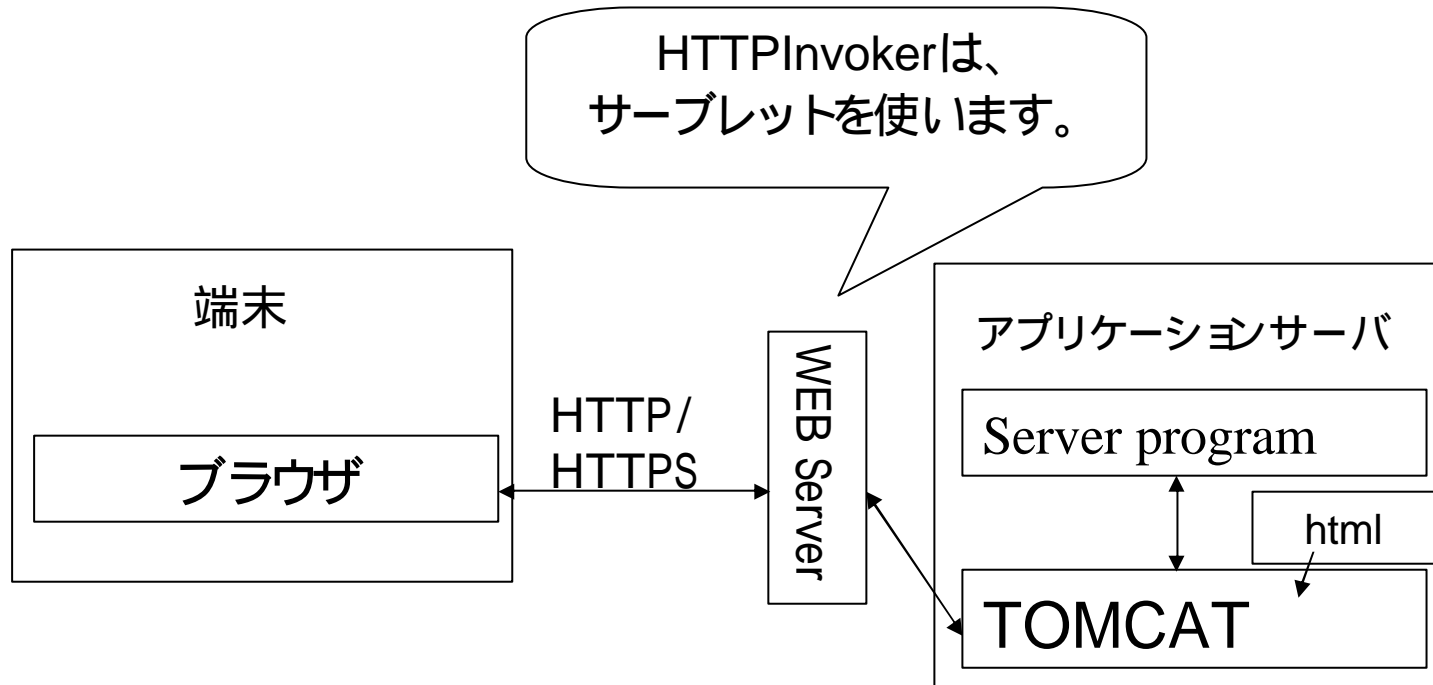 HTTPInvokerは、
サーブレットを使います。
端末
ブラウザ
HTTP/
HTTPS
WEB Server
アプリケーションサーバ
Server program
html
TOMCAT